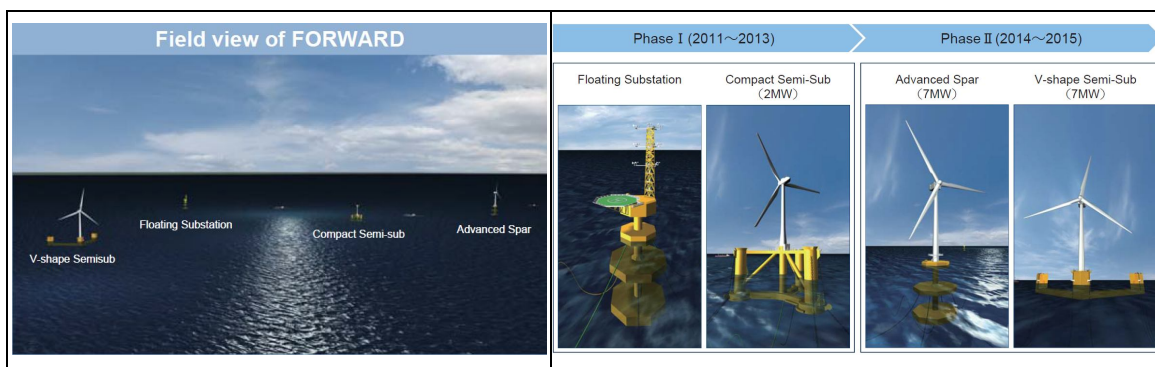 Field view of FORWARD
V-shape Semisub
Floating Substation
Compact Semi-sub
Advanced Spar
Phase Ⅰ (2011～2013)
Phase Ⅱ (2014～2015)
Floating Substation
Compact Semi-Sub
（2MW）
Advanced Spar
（7MW）
V-shape Semi-Sub
（7MW）